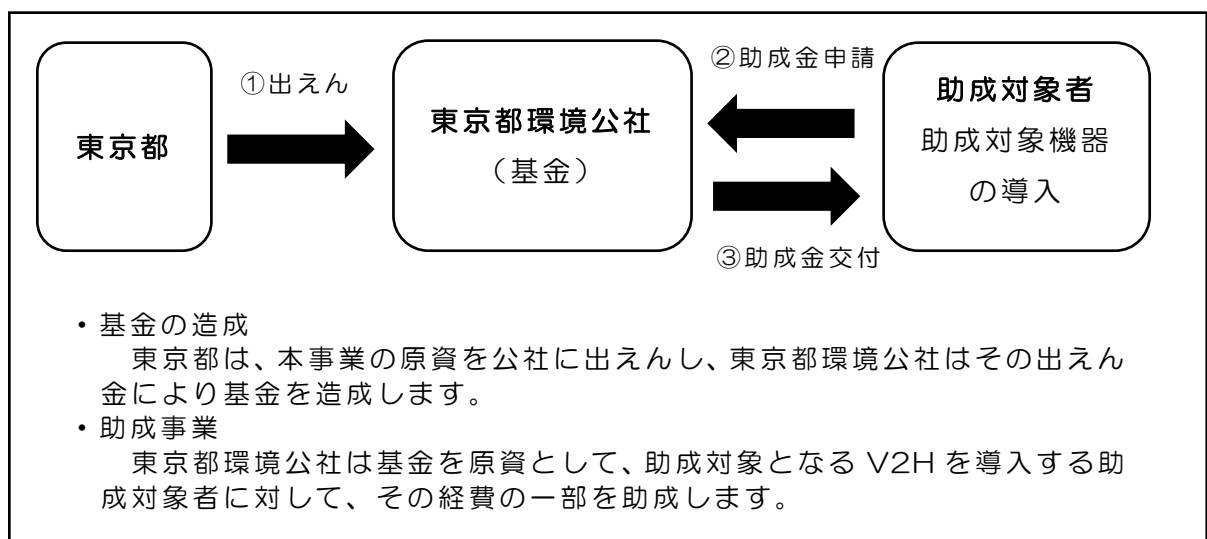 東京都
①出えん
東京都環境公社
（基金）
②助成金申請
③助成金交付
助成対象者
助成対象機器
の導入
・基金の造成
東京都は、本事業の原資を公社に出えんし、東京都環境公社はその出えん
金により基金を造成します。
・助成事業
東京都環境公社は基金を原資として、助成対象となる V2H を導入する助
成対象者に対して、その経費の一部を助成します。